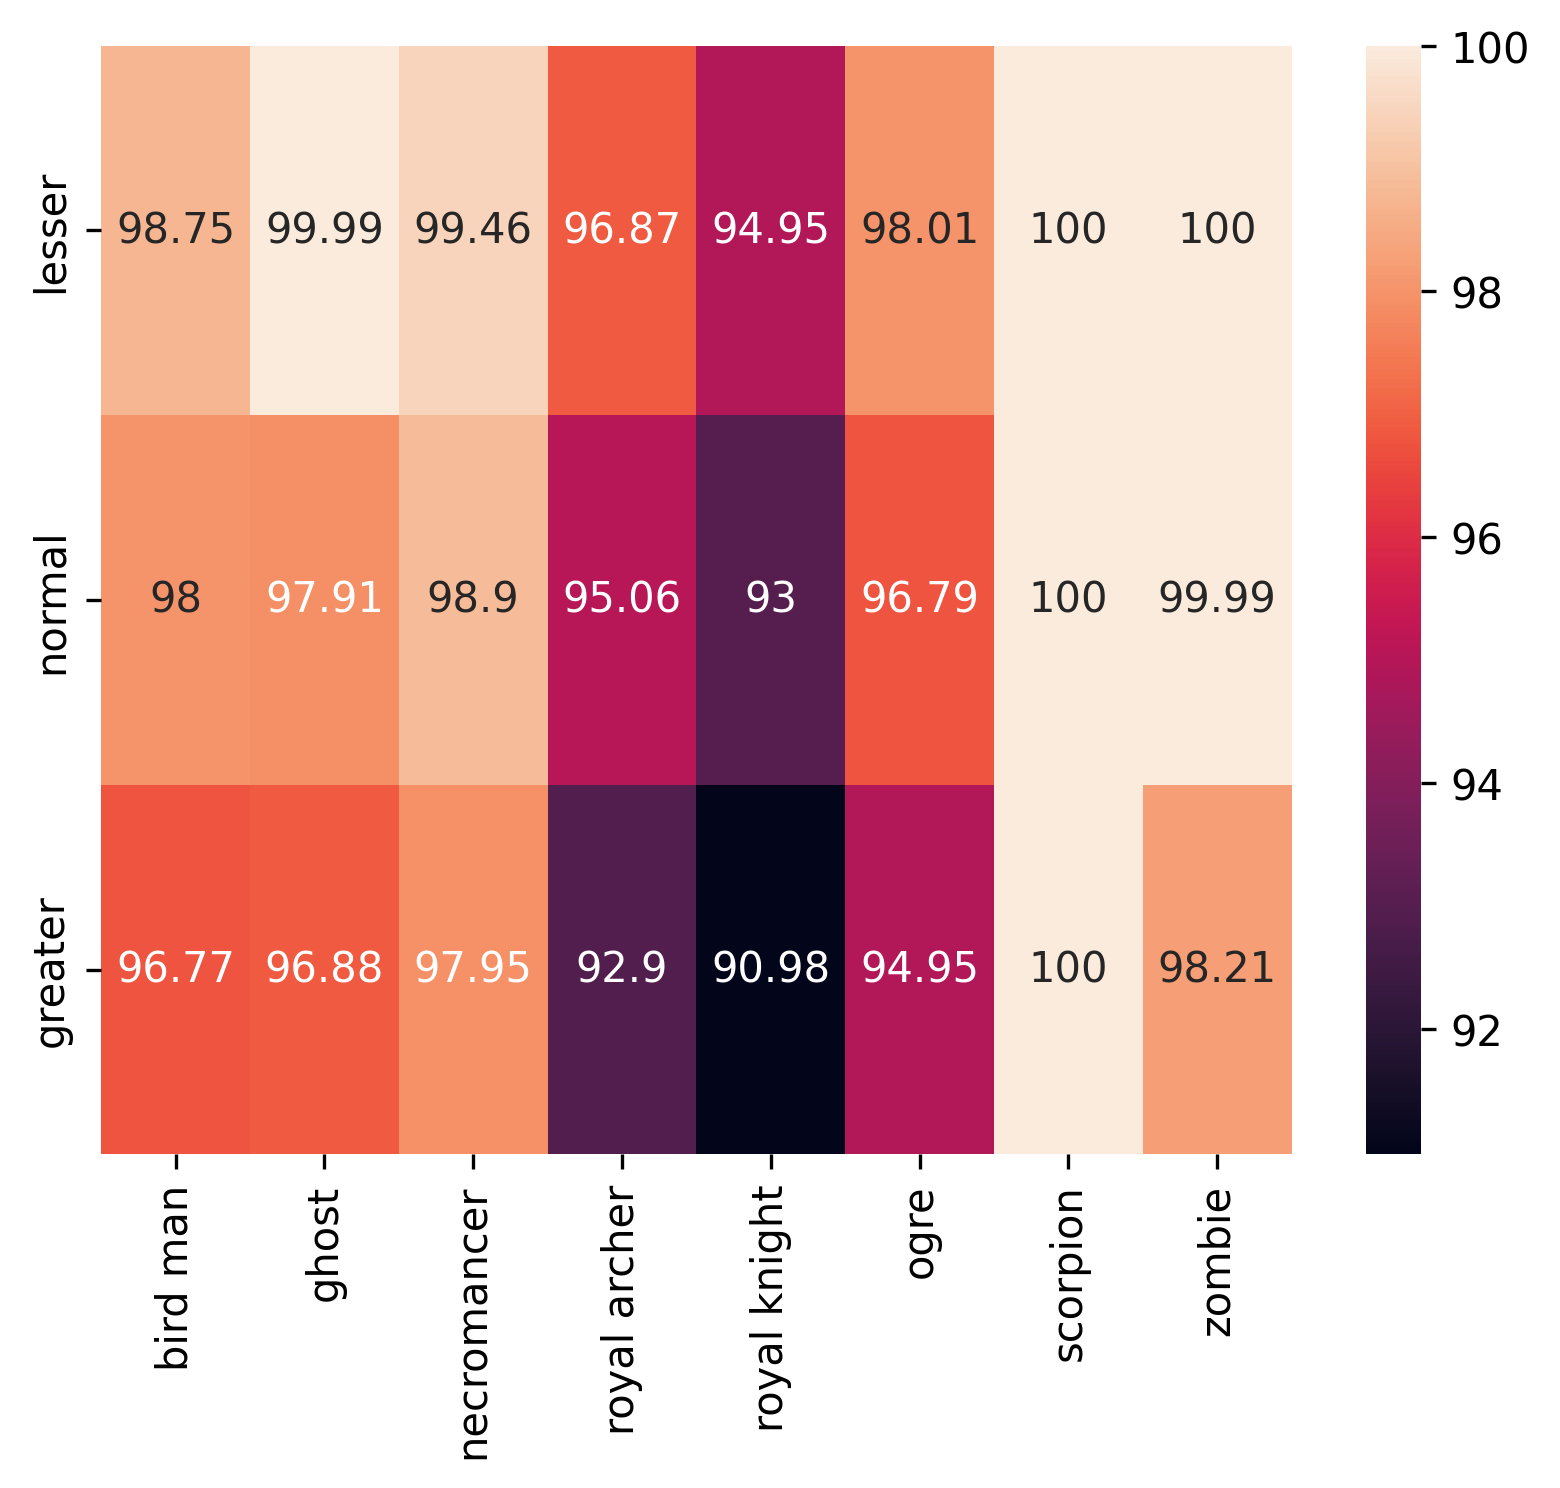 lesser 98.75 99.99 99.46 96.87 94.95 98.01 100 100
normal 98 97.91 98.9 95.06 93 96.79 100 99.99
greater 96.77 96.88 97.95 92.9 90.98 94.95 100 98.21
bird man ghost necromancer royal archer royal knight ogre scorpion zombie
100
98
96
94
92